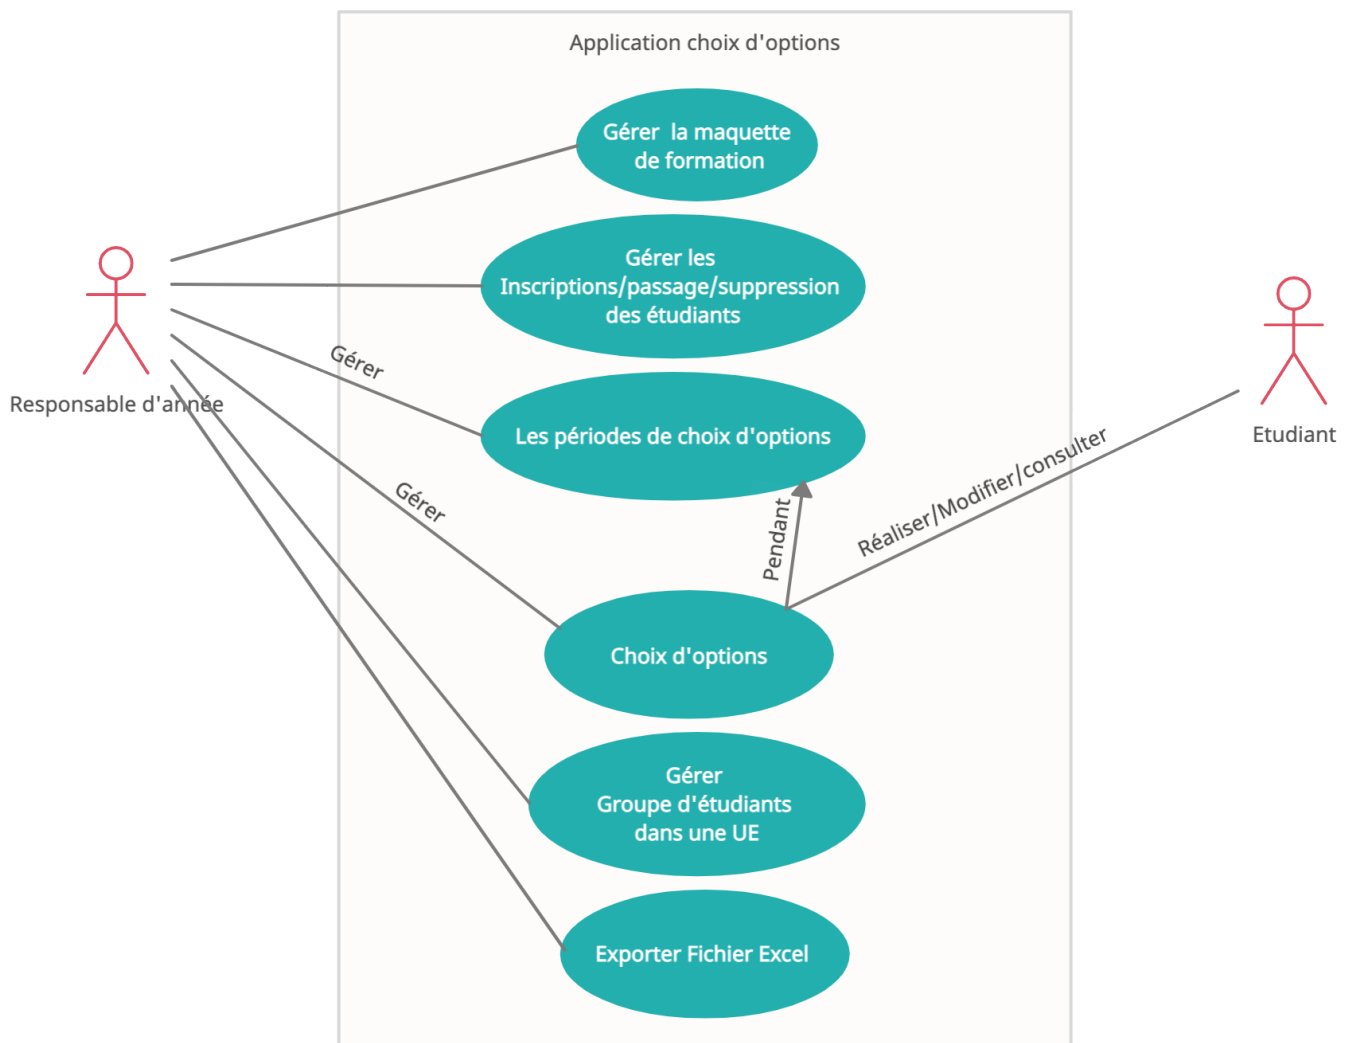 Application choix d'options
Gérer la maquette
de formation
Gérer les
Inscriptions/passage/suppression
des étudiants
Gérer
Responsable d'année
Les périodes de choix d'options
Etudiant
Réaliser/Modifier/consulter
Gérer
Pendant
Choix d'options
Gérer
Groupe d'étudiants
dans une UE
Exporter Fichier Excel